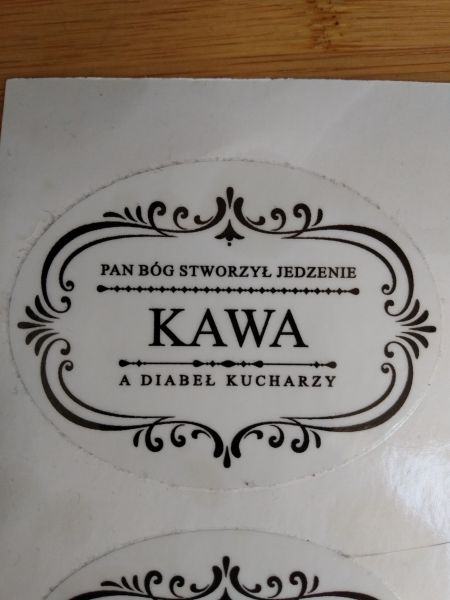 PAN BÓG STWORZYŁ JEDZENIE
KAWA
A DIABEŁ KUCHARZY